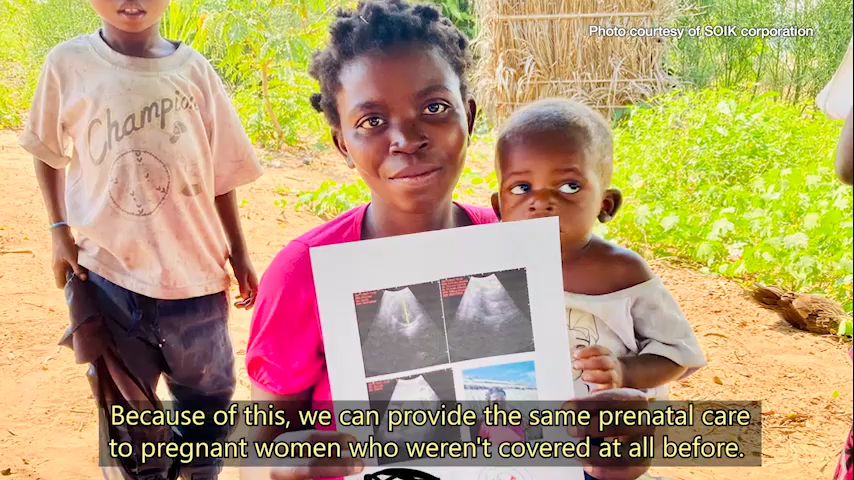 Photo courtesy of SOIK corporation
Champion
Because of this, we can provide the same prenatal care
to pregnant women who weren't covered at all before.